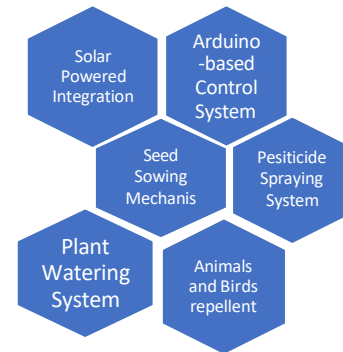 Solar
Powered
Integration
Arduino
-based
Control
System
Seed
Sowing
Mechanis
Pesiticide
Spraying
System
Plant
Watering
System
Animals
and Birds
repellent